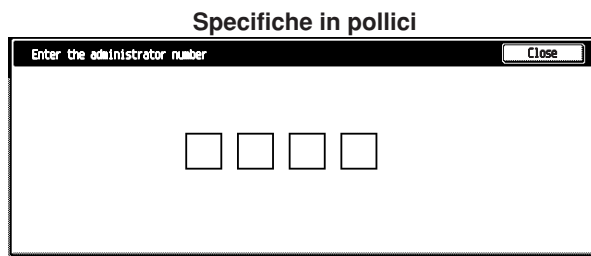 Specifiche in pollici
Enter the administrator number
Close